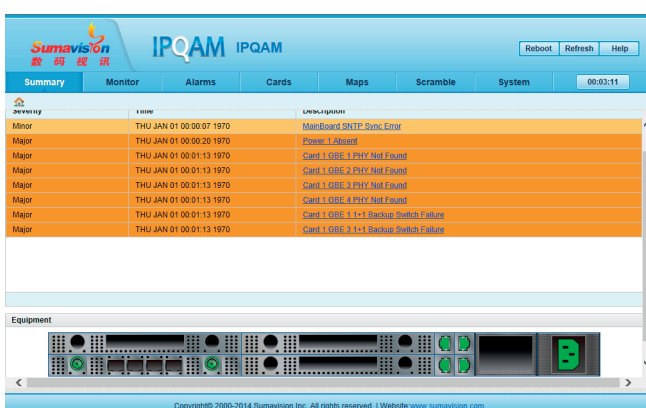 Sumavision IPQAM IPQAM
数 码 视 讯
Reboot Refresh Help
Summary Monitor Alarms Cards Maps Scramble System 00:03:11
Severity Time Description
Minor THU JAN 01 00:00:07 1970 MainBoard SNTP Sync Error
Major THU JAN 01 00:00:20 1970 Power 1 Absent
Major THU JAN 01 00:01:13 1970 Card 1 GBE 1 PHY Not Found
Major THU JAN 01 00:01:13 1970 Card 1 GBE 2 PHY Not Found
Major THU JAN 01 00:01:13 1970 Card 1 GBE 3 PHY Not Found
Major THU JAN 01 00:01:13 1970 Card 1 GBE 4 PHY Not Found
Major THU JAN 01 00:01:13 1970 Card 1 GBE 1 1+1 Backup Switch Failure
Major THU JAN 01 00:01:13 1970 Card 1 GBE 3 1+1 Backup Switch Failure
Equipment
Copyright© 2000-2014 Sumavision Inc. All rights reserved. | Website:www.sumavision.com